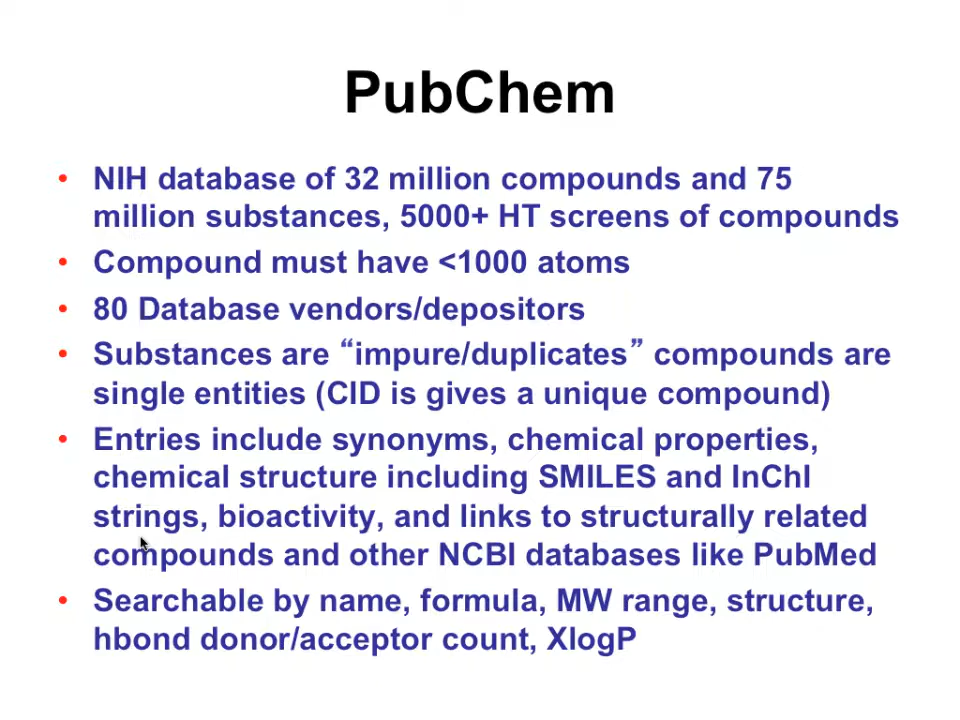 PubChem
• NIH database of 32 million compounds and 75
million substances, 5000+ HT screens of compounds
• Compound must have <1000 atoms
• 80 Database vendors/depositors
• Substances are “impure/duplicates” compounds are
single entities (CID is gives a unique compound)
• Entries include synonyms, chemical properties,
chemical structure including SMILES and InChI
strings, bioactivity, and links to structurally related
compounds and other NCBI databases like PubMed
• Searchable by name, formula, MW range, structure,
hbond donor/acceptor count, XlogP